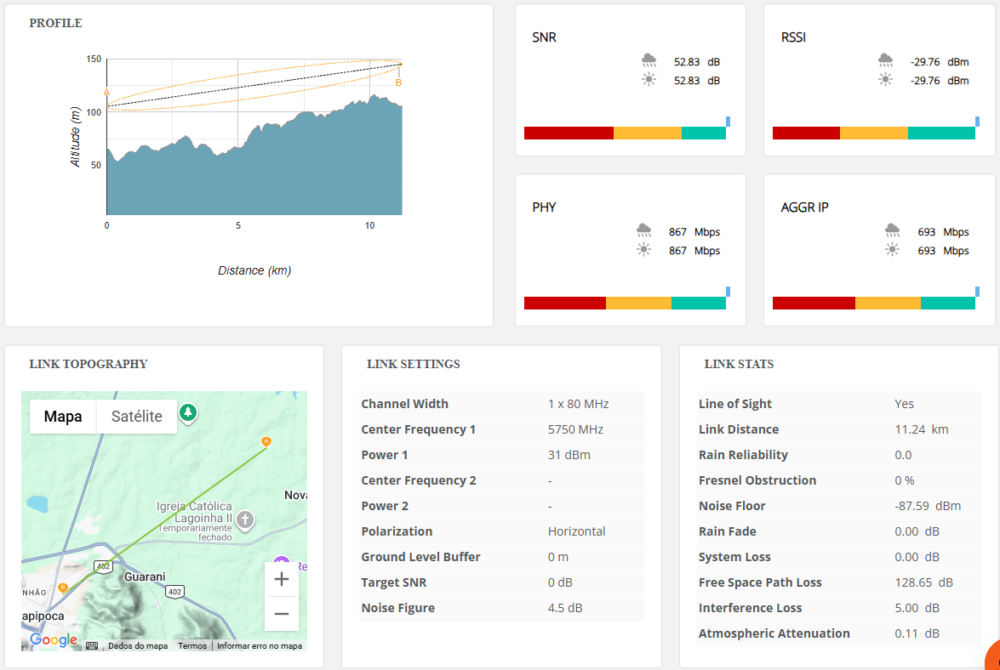 PROFILE
150
100
50
Altitude (m)
A
B
0 5 10
Distance (km)
SNR
52.83 dB
52.83 dB
RSSI
-29.76 dBm
-29.76 dBm
PHY
867 Mbps
867 Mbps
AGGR IP
693 Mbps
693 Mbps
LINK TOPOGRAPHY
Mapa Satélite
A
Nova
Igreja Católica
Lagoinha II
Temporariamente
fechado
402
Re
Guarani
B
NHÃO
402
apipoca
+
−
Google
Dados do mapa Termos Informar erro no mapa
LINK SETTINGS
Channel Width 1 x 80 MHz
Center Frequency 1 5750 MHz
Power 1 31 dBm
Center Frequency 2 -
Power 2 -
Polarization Horizontal
Ground Level Buffer 0 m
Target SNR 0 dB
Noise Figure 4.5 dB
LINK STATS
Line of Sight Yes
Link Distance 11.24 km
Rain Reliability 0.0
Fresnel Obstruction 0 %
Noise Floor -87.59 dBm
Rain Fade 0.00 dB
System Loss 0.00 dB
Free Space Path Loss 128.65 dB
Interference Loss 5.00 dB
Atmospheric Attenuation 0.11 dB